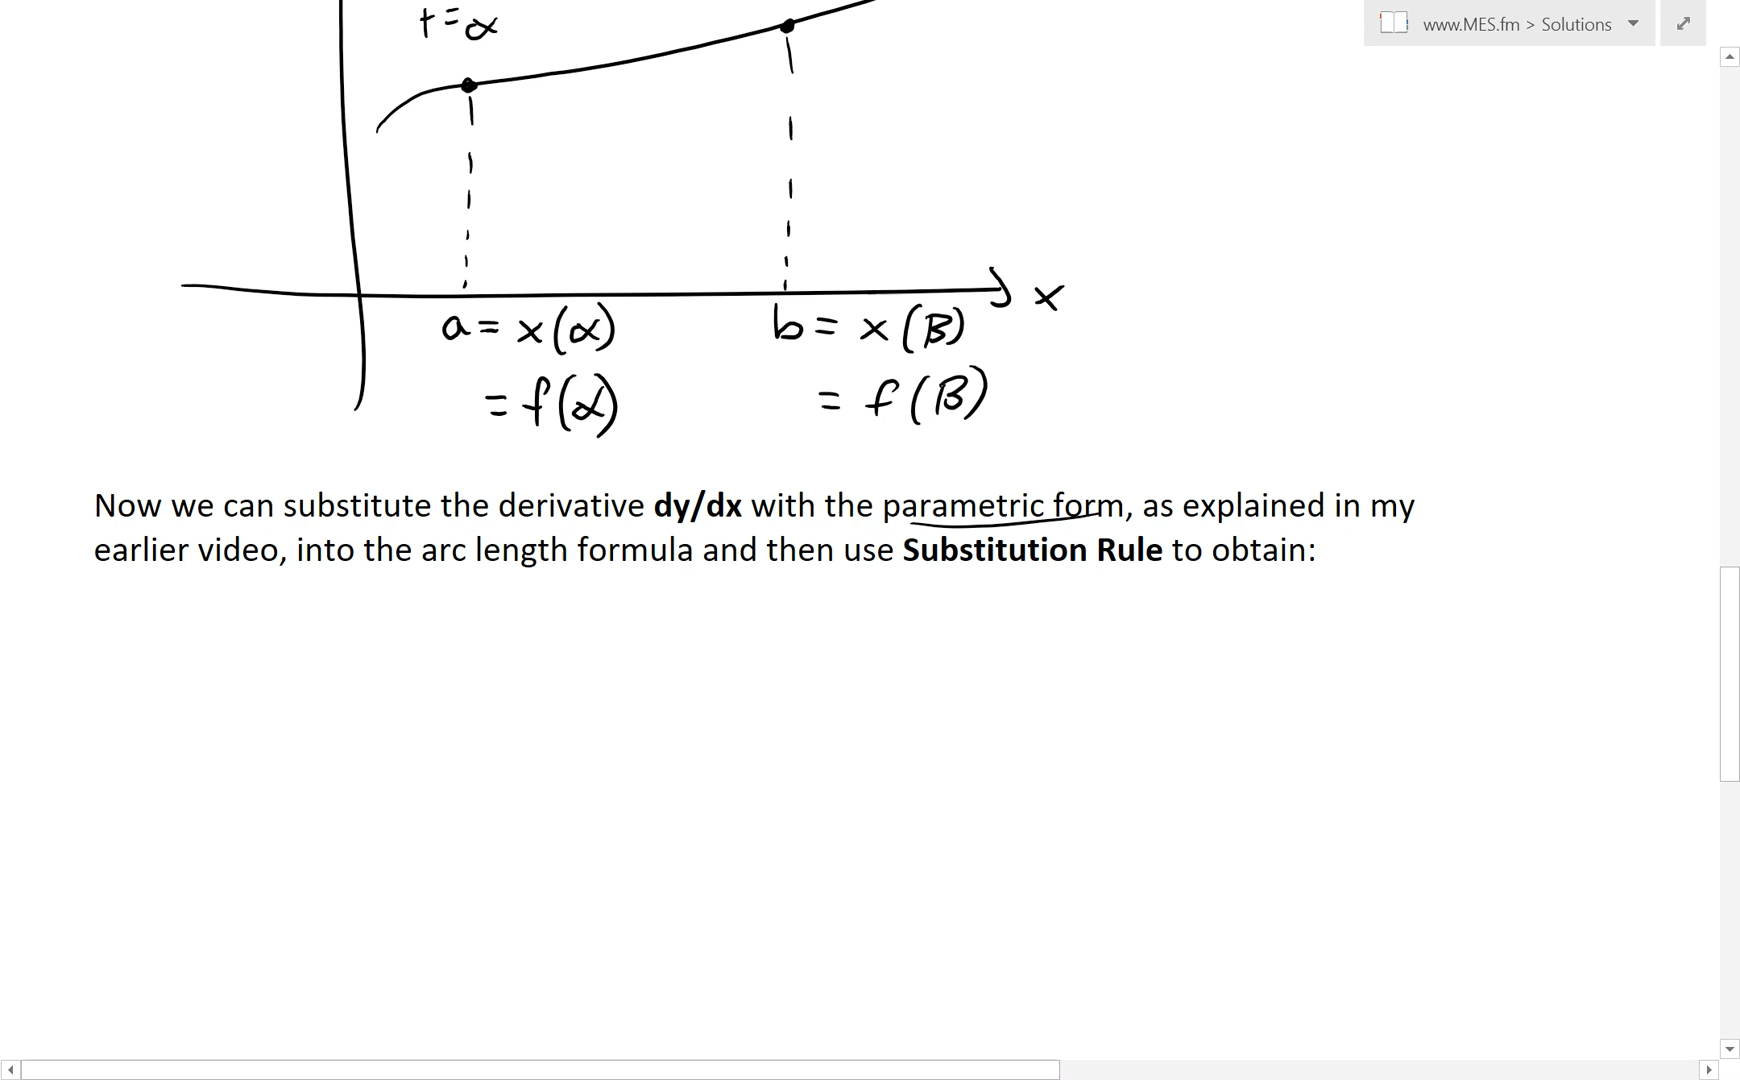 t = α
www.MES.fm > Solutions
x
a = x(α)
b = x(β)
= f(α)
= f(β)
Now we can substitute the derivative dy/dx with the parametric form, as explained in my
earlier video, into the arc length formula and then use Substitution Rule to obtain: